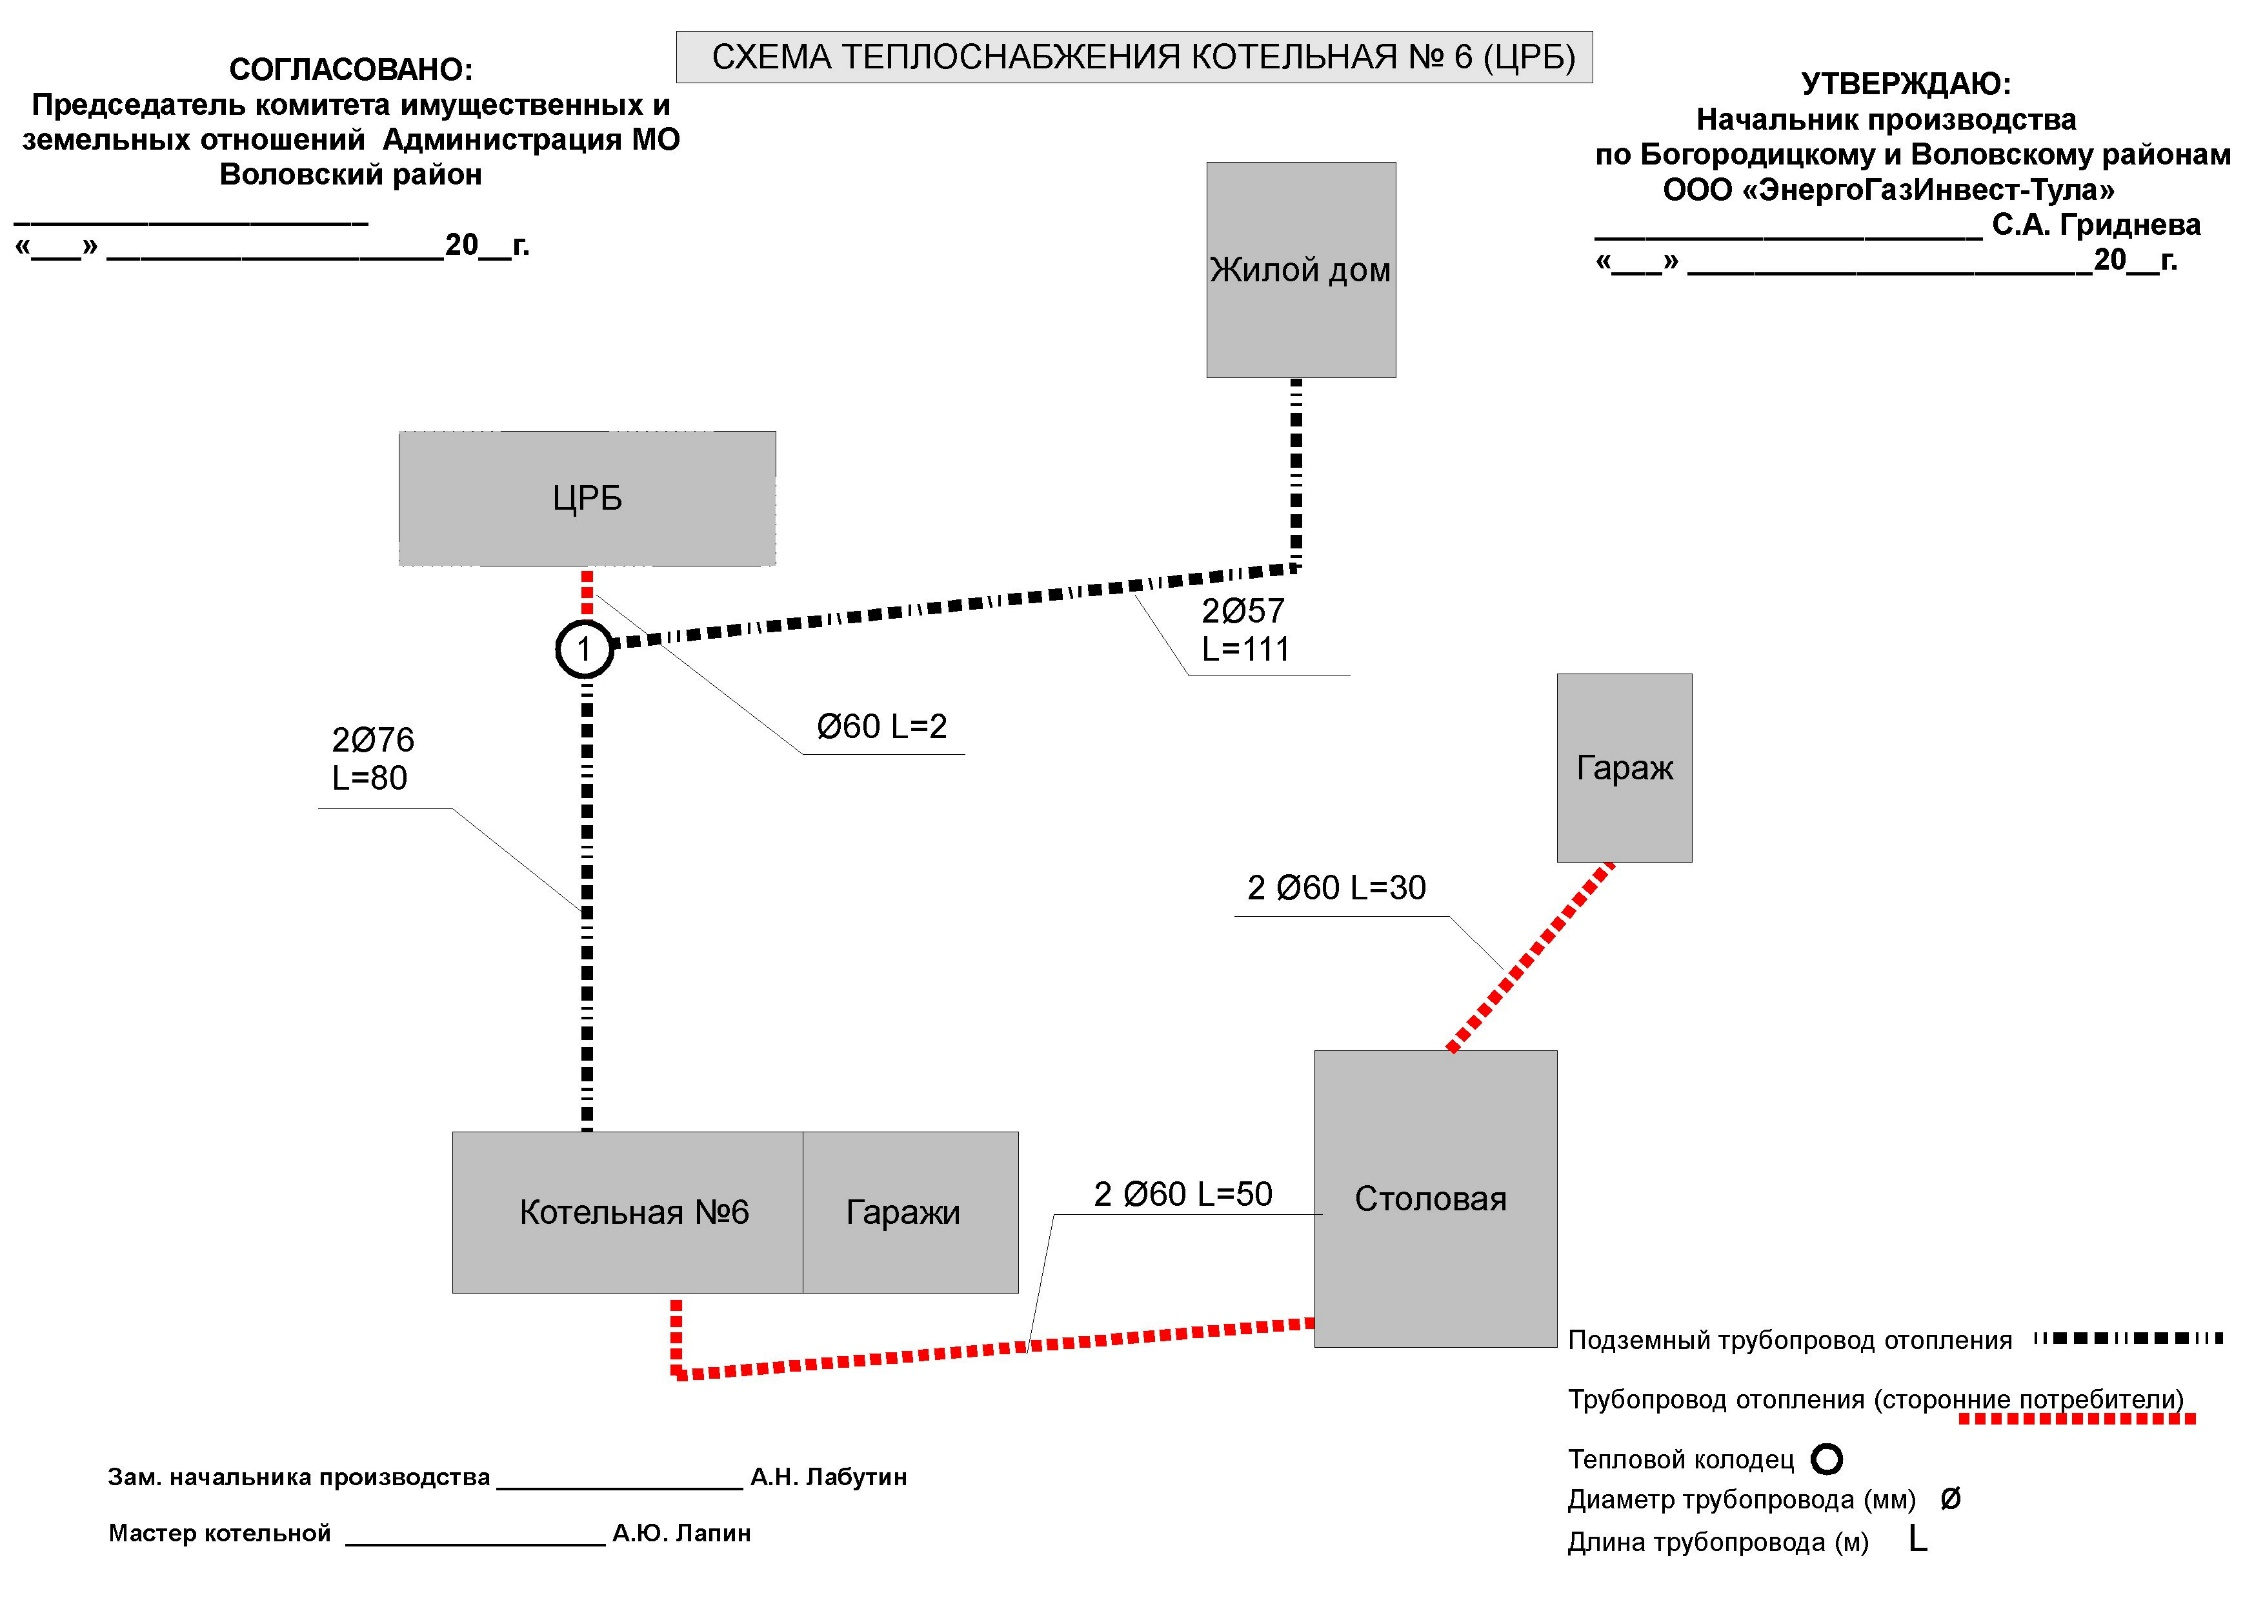 СХЕМА ТЕПЛОСНАБЖЕНИЯ КОТЕЛЬНАЯ № 6 (ЦРБ)
СОГЛАСОВАНО:
Председатель комитета имущественных и
земельных отношений Администрация МО
Воловский район
_____________________
«___» ____________________20__г.
УТВЕРЖДАЮ:
Начальник производства
по Богородицкому и Воловскому районам
ООО «ЭнергоГазИнвест-Тула»
_______________________ С.А. Гриднева
«___» ________________________20__г.
Жилой дом
ЦРБ
1
2Ø57
L=111
Ø60 L=2
2Ø76
L=80
Гараж
2 Ø60 L=30
Котельная №6
Гаражи
2 Ø60 L=50
Столовая
Подземный трубопровод отопления
Трубопровод отопления (сторонние потребители)
Тепловой колодец
Диаметр трубопровода (мм) Ø
Длина трубопровода (м) L
Зам. начальника производства __________________ А.Н. Лабутин
Мастер котельной ___________________ А.Ю. Лапин